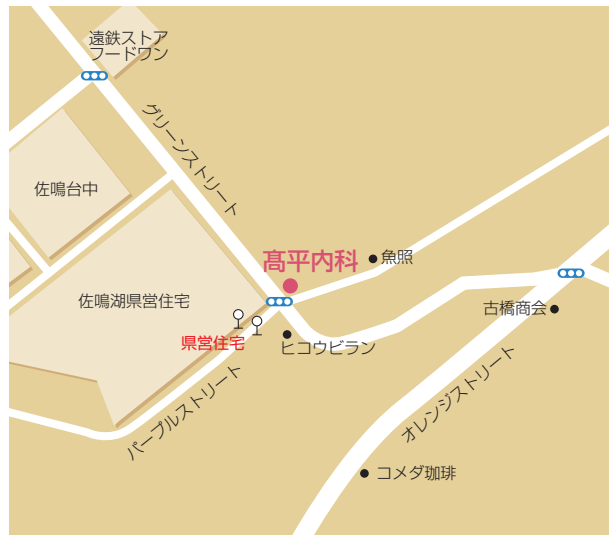 遠鉄ストア
フードワン
グリーンストリート
佐鳴台中
髙平内科
魚照
佐鳴湖県営住宅
古橋商会
県営住宅
ヒコウビラン
パープルストリート
オレンジストリート
コメダ珈琲